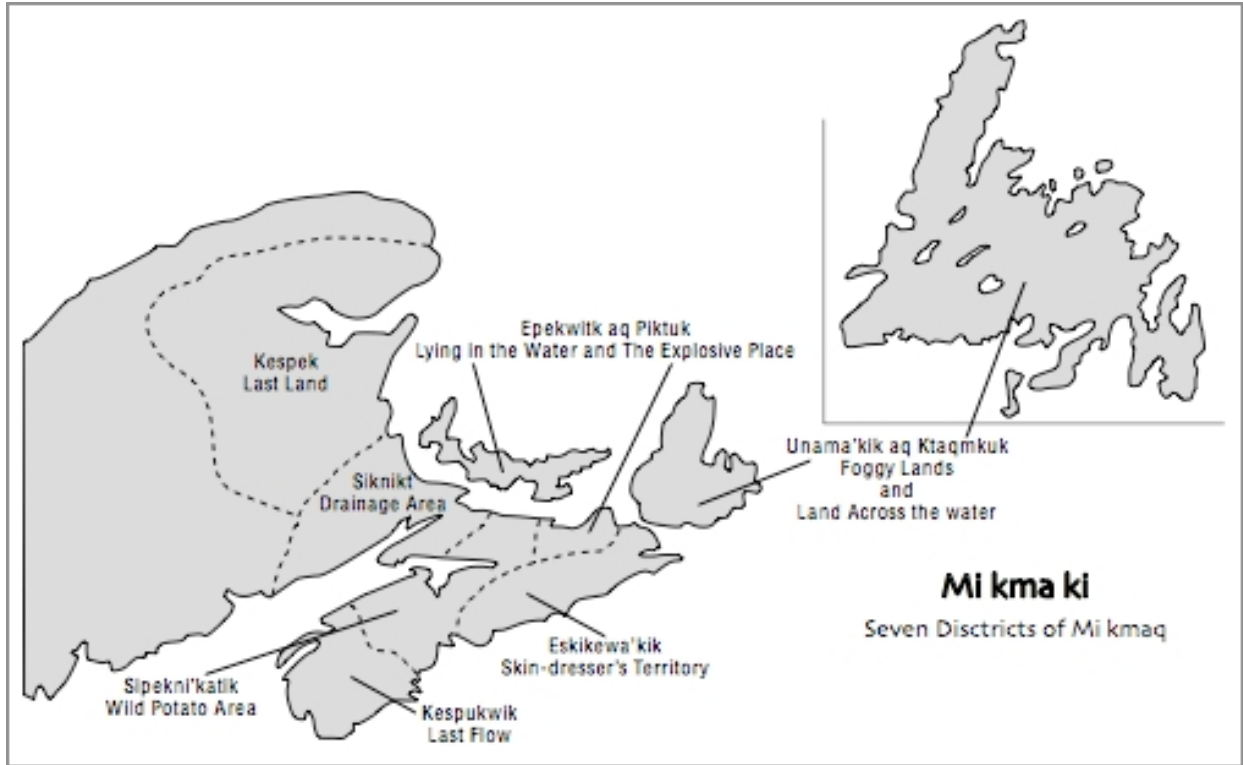 Epekwitk aq Piktuk
Lying in the Water and The Explosive Place
Kespek
Last Land
Unama'kik aq Ktaqmkuk
Foggy Lands
and
Land Across the water
Siknikt
Drainage Area
Mi kma ki
Seven Disctricts of Mi kmaq
Eskikewa'kik
Skin-dresser's Territory
Sipekni'katik
Wild Potato Area
Kespukwik
Last Flow